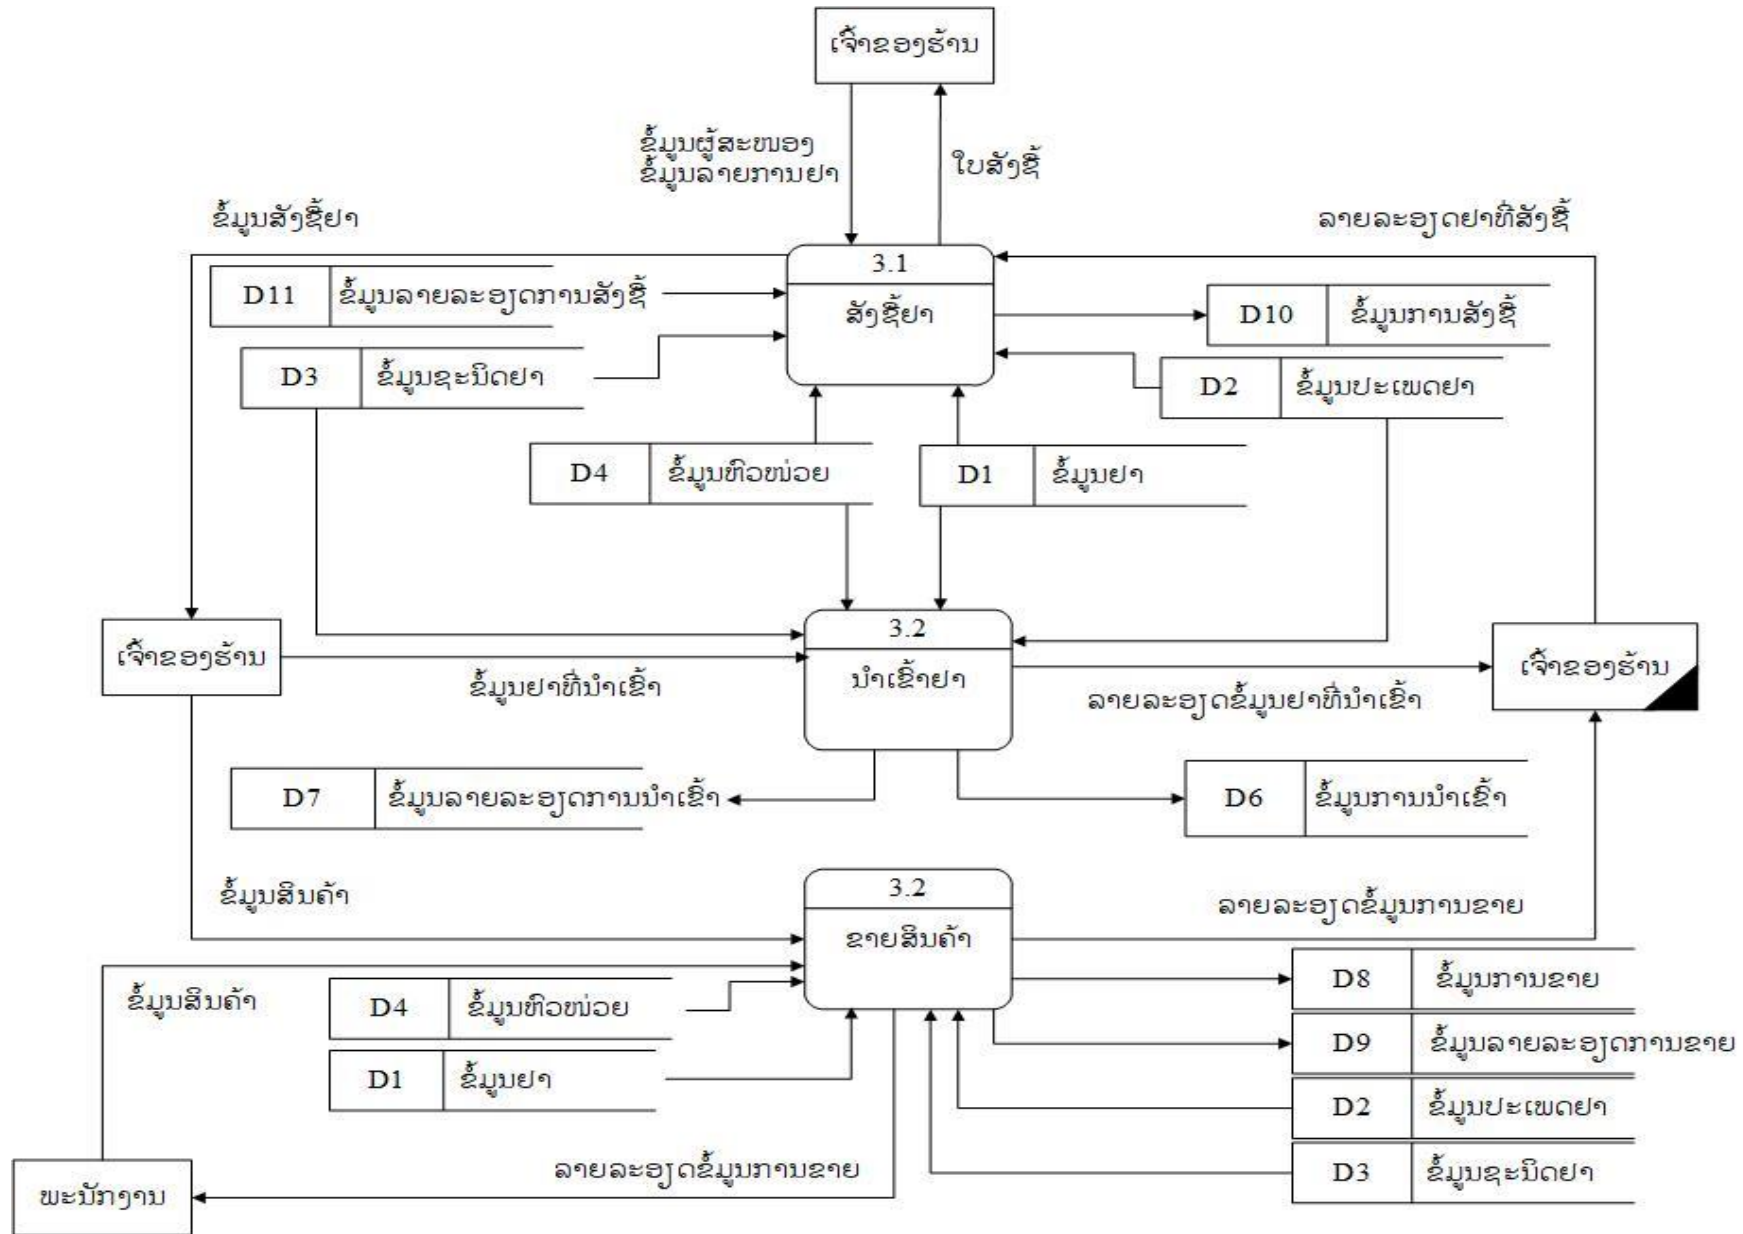 ເຈົ້າຂອງຮ້ານ
ຂໍ້ມູນຜູ້ສະໜອງ
ຂໍ້ມູນລາຍການຢາ
ໃບສັ່ງຊື້
ຂໍ້ມູນສັ່ງຊື້ຢາ
ລາຍລະອຽດຢາທີ່ສັ່ງຊື້
3.1
ສັ່ງຊື້ຢາ
D11 ຂໍ້ມູນລາຍລະອຽດການສັ່ງຊື້
D10 ຂໍ້ມູນການສັ່ງຊື້
D3 ຂໍ້ມູນຊະນິດຢາ
D2 ຂໍ້ມູນປະເພດຢາ
D4 ຂໍ້ມູນຫົວໜ່ວຍ
D1 ຂໍ້ມູນຢາ
3.2
ນຳເຂົ້າຢາ
ເຈົ້າຂອງຮ້ານ
ເຈົ້າຂອງຮ້ານ
ຂໍ້ມູນຢາທີ່ນຳເຂົ້າ
ລາຍລະອຽດຂໍ້ມູນຢາທີ່ນຳເຂົ້າ
D7 ຂໍ້ມູນລາຍລະອຽດການນຳເຂົ້າ
D6 ຂໍ້ມູນການນຳເຂົ້າ
ຂໍ້ມູນສິນຄ້າ
3.2
ຂາຍສິນຄ້າ
ລາຍລະອຽດຂໍ້ມູນການຂາຍ
ຂໍ້ມູນສິນຄ້າ
D4 ຂໍ້ມູນຫົວໜ່ວຍ
D8 ຂໍ້ມູນການຂາຍ
D9 ຂໍ້ມູນລາຍລະອຽດການຂາຍ
D1 ຂໍ້ມູນຢາ
D2 ຂໍ້ມູນປະເພດຢາ
ລາຍລະອຽດຂໍ້ມູນການຂາຍ
D3 ຂໍ້ມູນຊະນິດຢາ
ພະນັກງານ